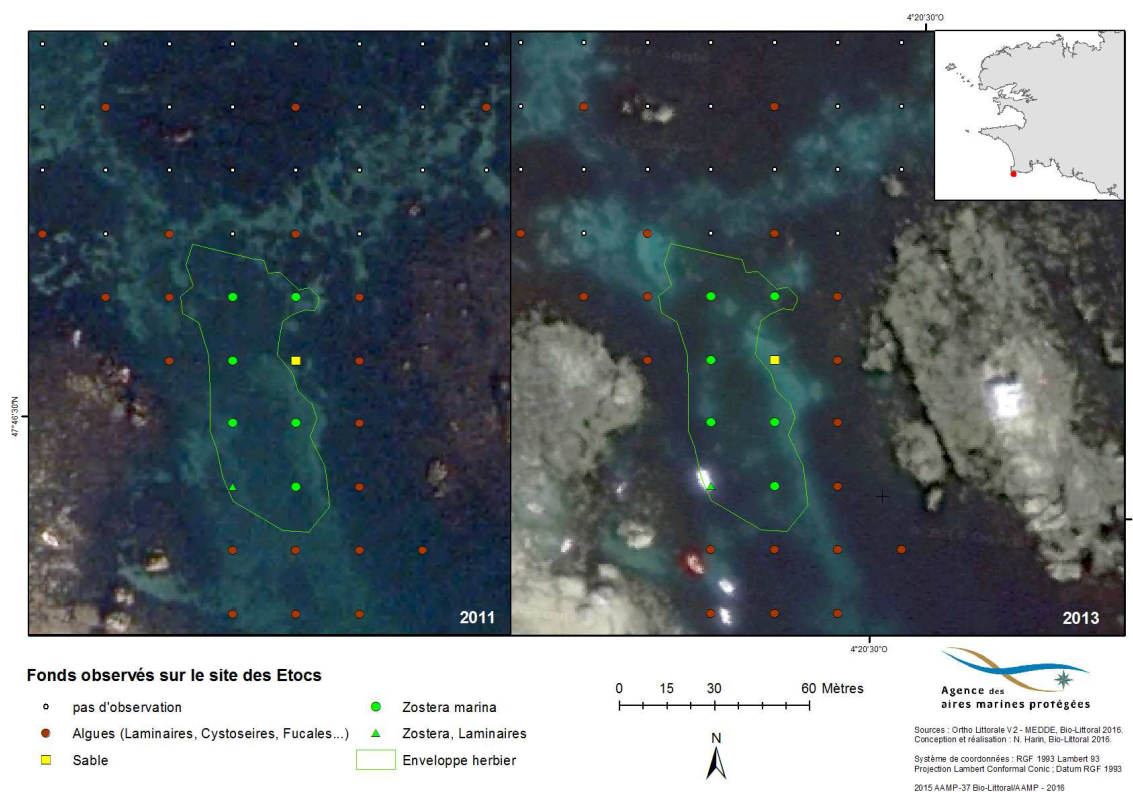 4°20'30"O
47°46'30"N
2011
2013
4°20'30"O
Fonds observés sur le site des Etocs
pas d'observation
Algues (Laminaires, Cystoseires, Fucales...)
Sable
Zostera marina
Zostera, Laminaires
Enveloppe herbier
0 15 30 60 Mètres
N
Agence des
aires marines protégées
Sources : Ortho Littorale V2 - MEDDE, Bio-Littoral 2016.
Conception et réalisation : N. Harin, Bio-Littoral 2016.
Système de coordonnées : RGF 1993 Lambert 93
Projection Lambert Conformal Conic ; Datum RGF 1993
2015 AAMP-37 Bio-Littoral/AAMP - 2016